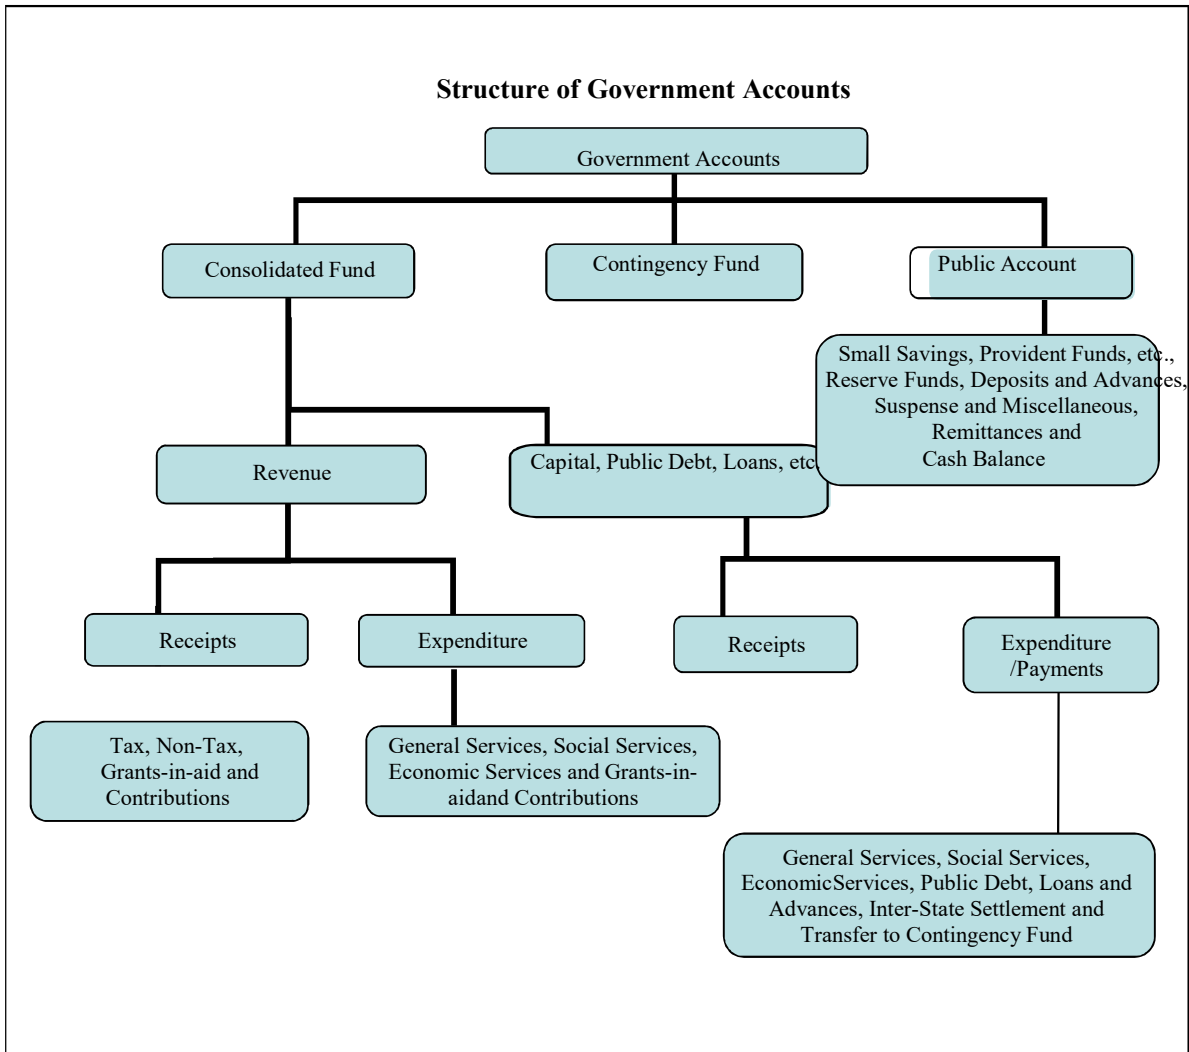 Structure of Government Accounts
Government Accounts
Consolidated Fund
Contingency Fund
Public Account
Small Savings, Provident Funds, etc.,
Reserve Funds, Deposits and Advances,
Suspense and Miscellaneous,
Remittances and
Cash Balance
Revenue
Capital, Public Debt, Loans, etc.
Receipts
Expenditure
Receipts
Expenditure
/Payments
Tax, Non-Tax,
Grants-in-aid and
Contributions
General Services, Social Services,
Economic Services and Grants-in-
aidand Contributions
General Services, Social Services,
EconomicServices, Public Debt, Loans and
Advances, Inter-State Settlement and
Transfer to Contingency Fund